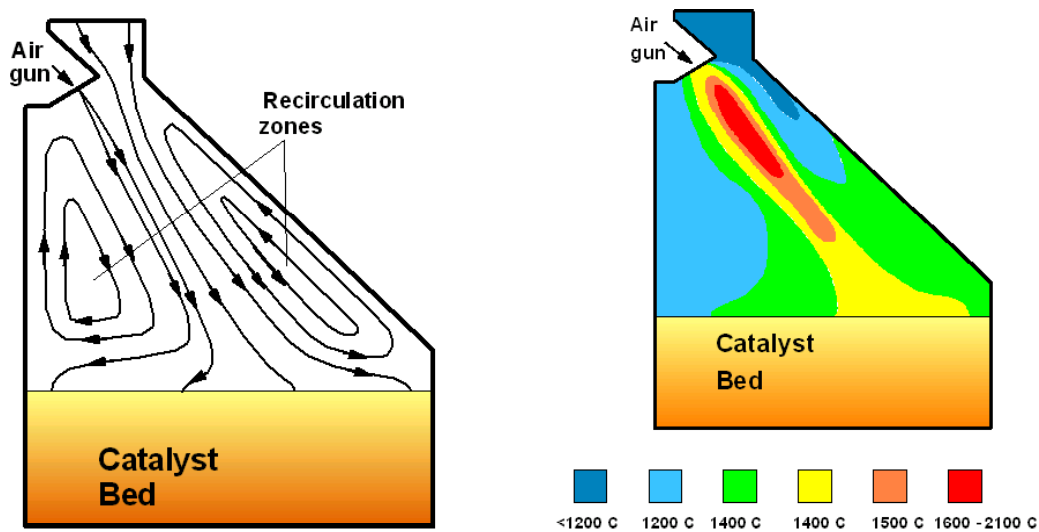 Air
gun
Recirculation
zones
Catalyst
Bed
Air
gun
Catalyst
Bed
<1200 C
1200 C
1400 C
1400 C
1500 C
1600 -2100 C